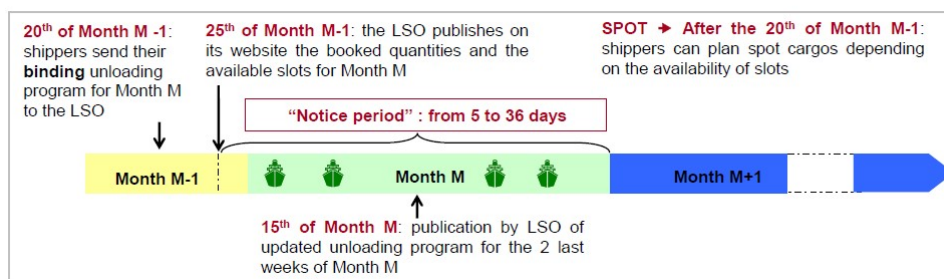 20th of Month M -1:
shippers send their
binding unloading
program for Month M
to the LSO
25th of Month M-1: the LSO publishes on
its website the booked quantities and the
available slots for Month M
SPOT → After the 20th of Month M-1:
shippers can plan spot cargos depending
on the availability of slots
“Notice period” : from 5 to 36 days
Month M-1
Month M
Month M+1
15th of Month M: publication by LSO of
updated unloading program for the 2 last
weeks of Month M